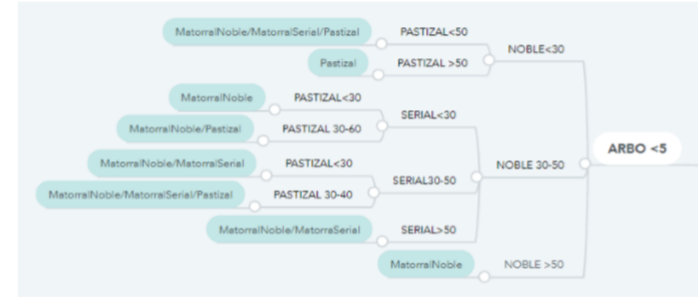 MatorralNoble/MatorralSerial/Pastizal PASTIZAL<50
NOBLE<30
Pastizal PASTIZAL >50
MatorralNoble PASTIZAL<30
SERIAL<30
MatorralNoble/Pastizal PASTIZAL 30-60
ARBO <5
MatorralNoble/MatorralSerial PASTIZAL<30
NOBLE 30-50
SERIAL30-50
MatorralNoble/MatorralSerial/Pastizal PASTIZAL 30-40
MatorralNoble/MatorraSerial SERIAL>50
MatorralNoble NOBLE >50